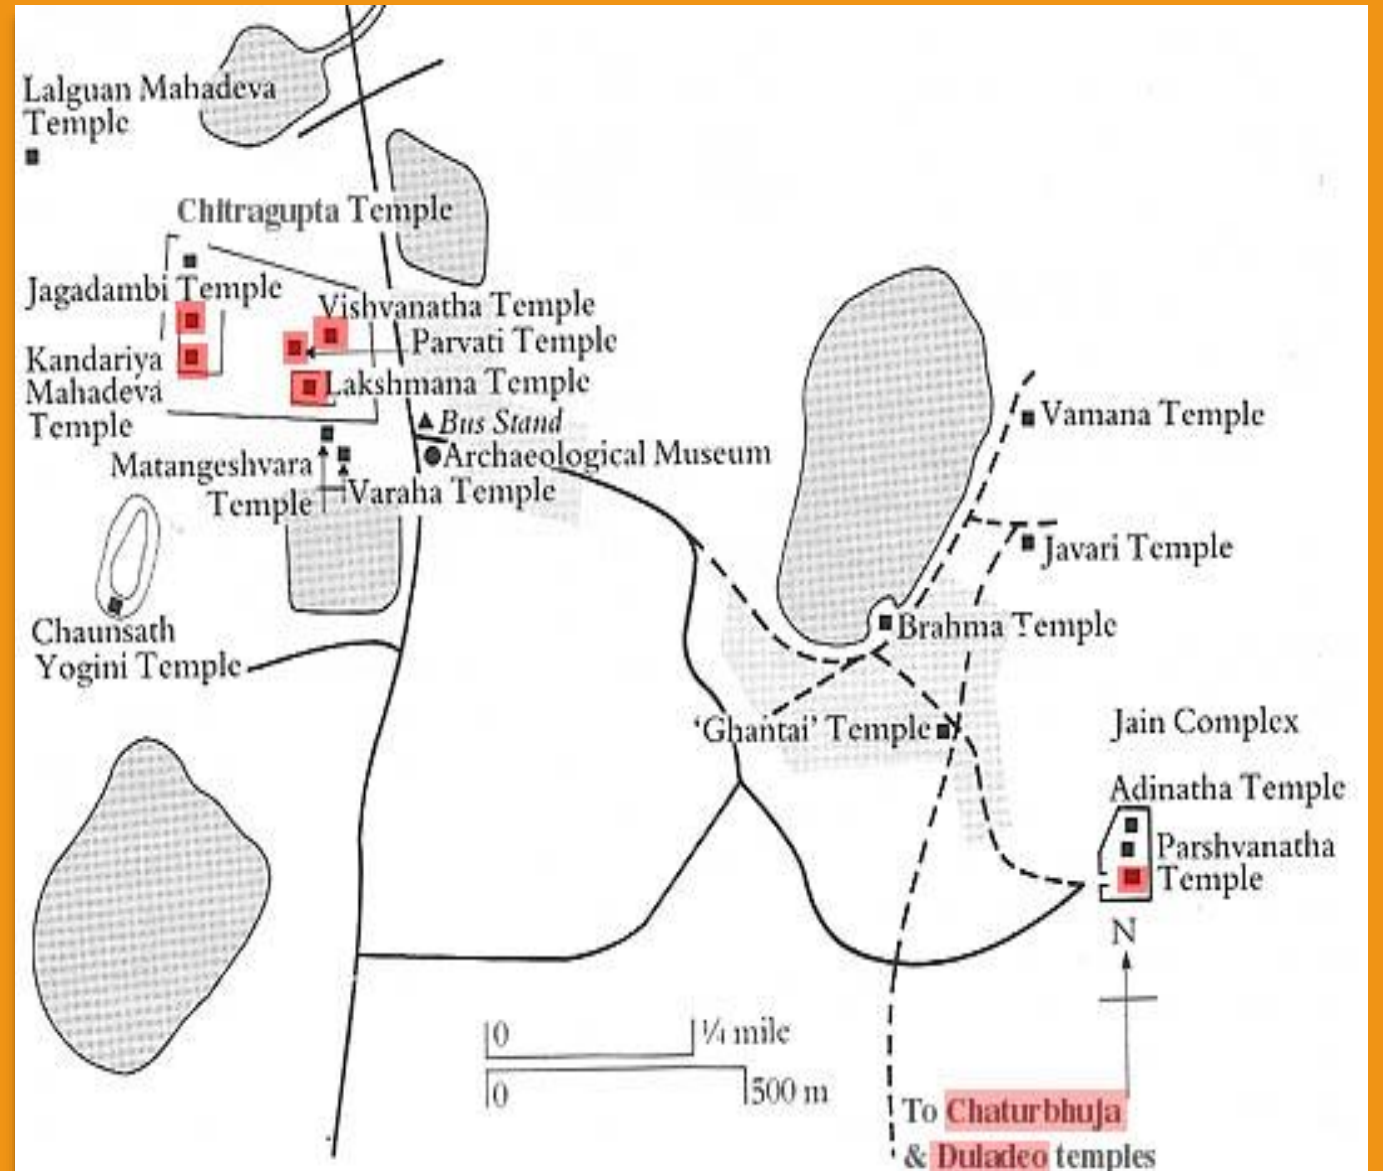 Lalguan Mahadeva
Temple
Chitragupta Temple
Jagadambi Temple
Vishvanatha Temple
Parvati Temple
Kandariya
Mahadeva
Temple
Lakshmana Temple
Bus Stand
Archaeological Museum
Matangeshvara
Temple
Varaha Temple
Vamana Temple
Javari Temple
Brahma Temple
Chaunsath
Yogini Temple
'Ghantai' Temple
Jain Complex
Adinatha Temple
Parshvanatha
Temple
N
0 ¼ mile
0 500 m
To Chaturbhuja
& Duladeo temples